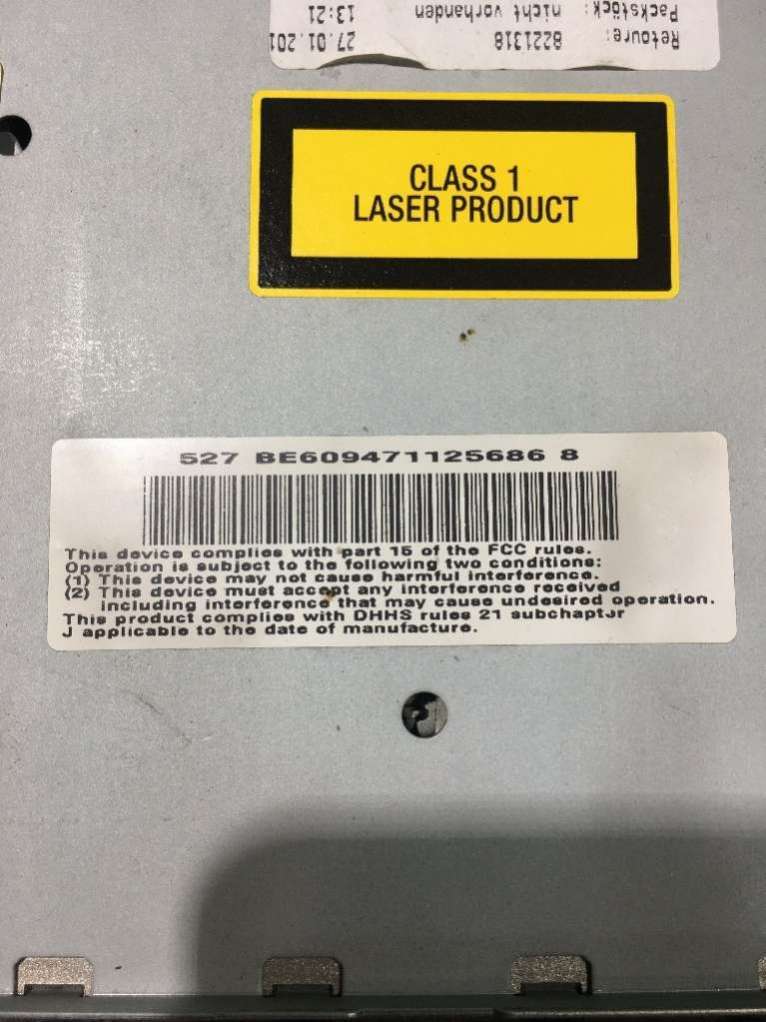 Retoure: 8221318 27.01.201
Packstück: nicht vorhanden 13:21
CLASS 1
LASER PRODUCT
527 BE609471125686 8
This device complies with part 15 of the FCC rules.
Operation is subject to the following two conditions:
(1) This device may not cause harmful interference.
(2) This device must accept any interference received
including interference that may cause undesired operation.
This product complies with DHHS rules 21 subchapter
J applicable to the date of manufacture.